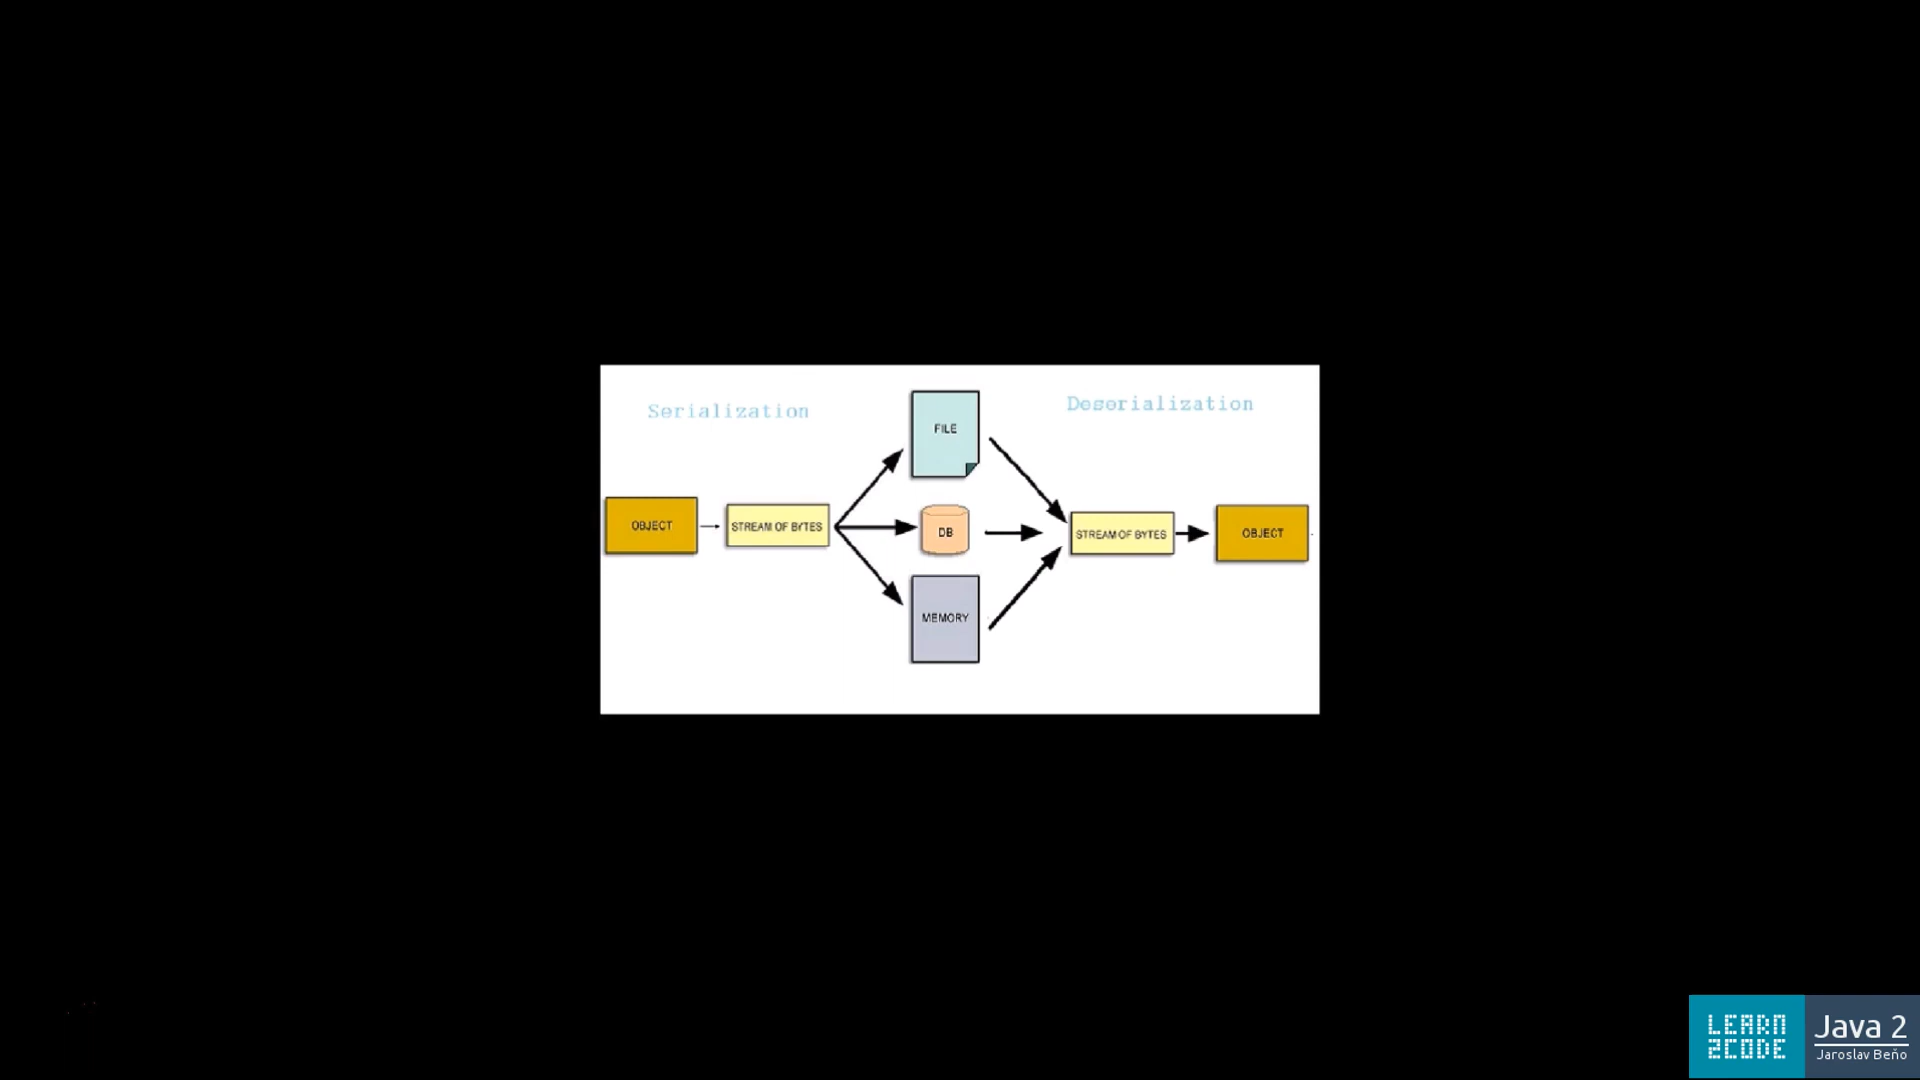 Serialization
Deserialization
FILE
OBJECT
STREAM OF BYTES
DB
STREAM OF BYTES
OBJECT
MEMORY
LEARN
2CODE
Java 2
Jaroslav Beňo